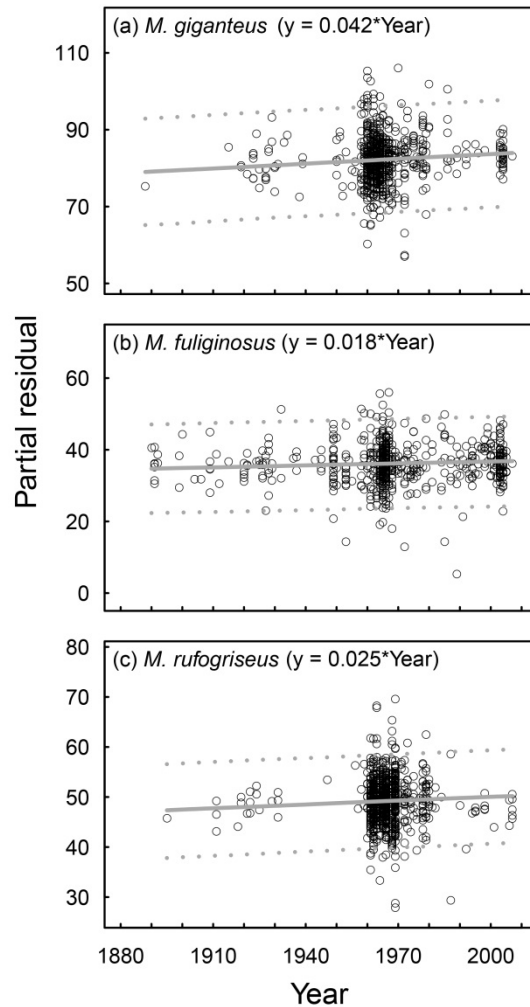 (a) M. giganteus (y = 0.042*Year)
110
90
70
50
Partial residual
(b) M. fuliginosus (y = 0.018*Year)
60
40
20
0
(c) M. rufogriseus (y = 0.025*Year)
80
70
60
50
40
30
1880 1910 1940 1970 2000
Year